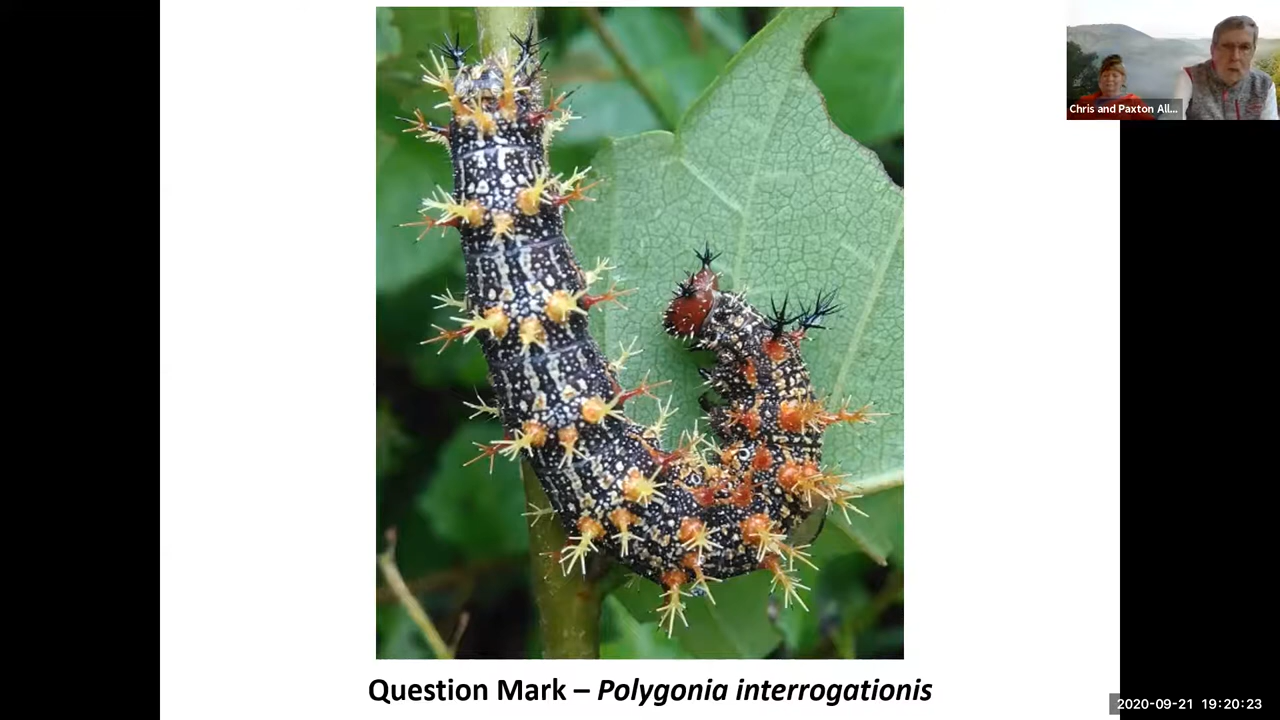 Chris and Paxton All...
Question Mark – Polygonia interrogationis
2020-09-21 19:20:23